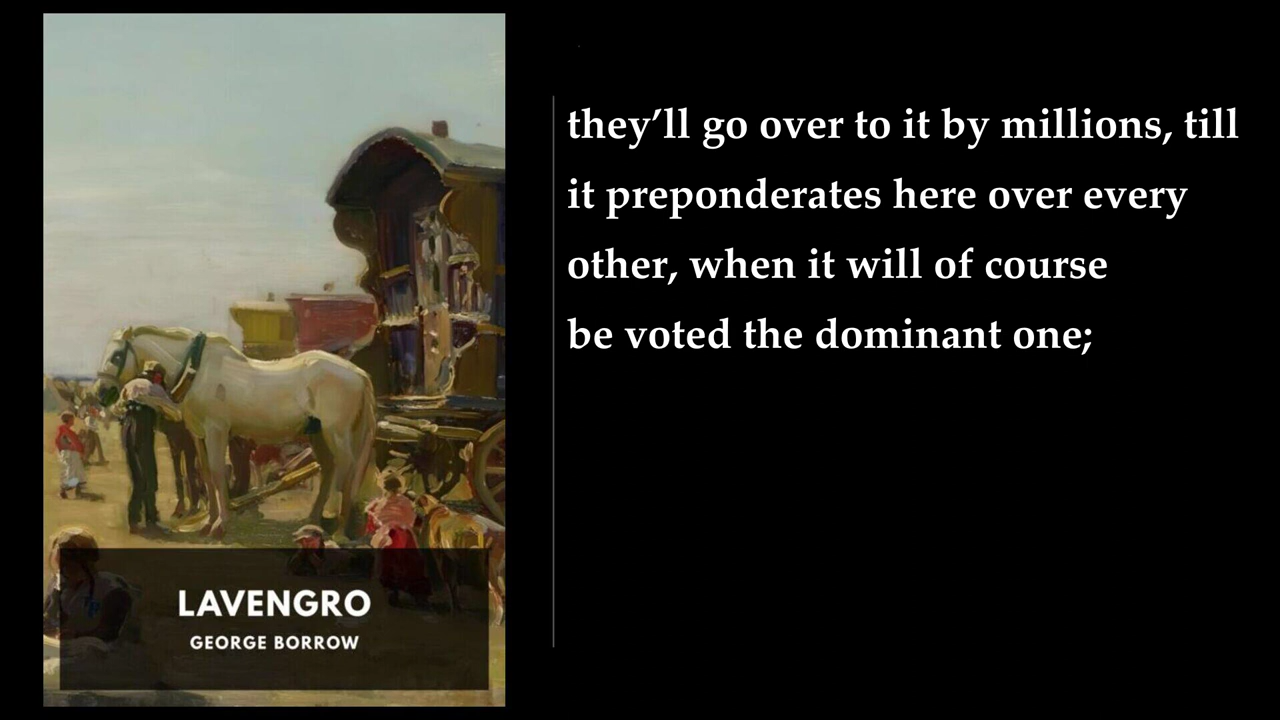 they’ll go over to it by millions, till
it preponderates here over every
other, when it will of course
be voted the dominant one;
LAVENGRO
GEORGE BORROW